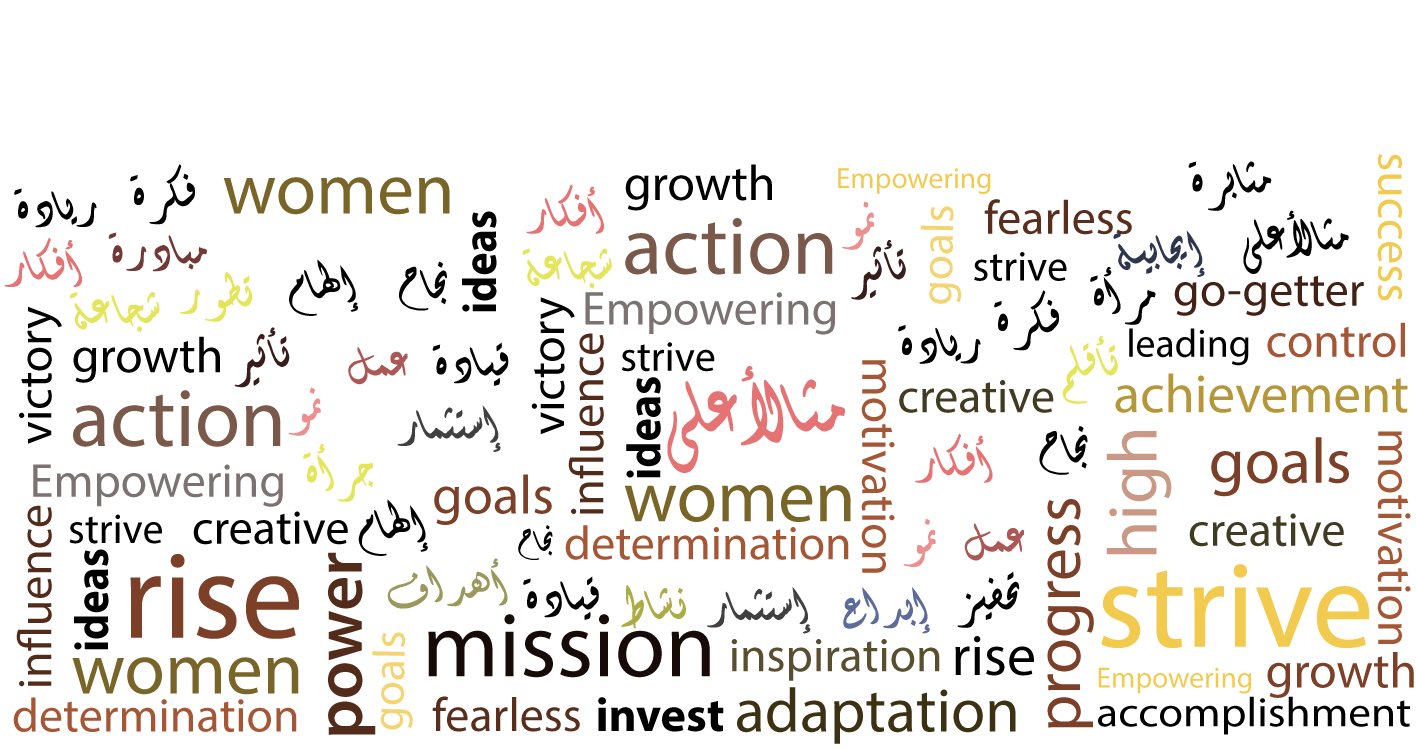 success
مثابرة
growth
Empowering
women
فكرة
ريادة
ideas
أفكار
نمو
goals
fearless
action
مثالالأعلى
إيجابية
مبادرة
أفكار
شجاعة
تأثير
strive
نجاح
إلهام
تطور
شجاعة
مرأة
go-getter
Empowering
فكرة
ريادة
victory
growth
تأثير
عمل
قيادة
victory
influence
strive
leading
control
تأقلم
ideas
مثالالأعلى
motivation
creative
achievement
action
نمو
إستثمار
high
goals
motivation
نجاح
أفكار
Empowering
جرأة
goals
women
influence
strive
creative
إلهام
نجاح
determination
نمو
عمل
progress
creative
ideas
rise
power
أهداف
قيادة
نشاط
إستثمار
إبداع
تحفيز
strive
women
goals
mission
inspiration
rise
Empowering
growth
determination
fearless
invest
adaptation
accomplishment